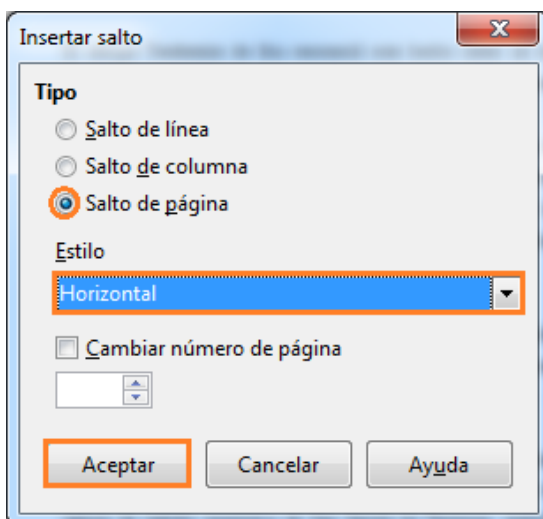 Insertar salto
Tipo
Salto de línea
Salto de columna
Salto de página
Estilo
Horizontal
Cambiar número de página
Aceptar Cancelar Ayuda